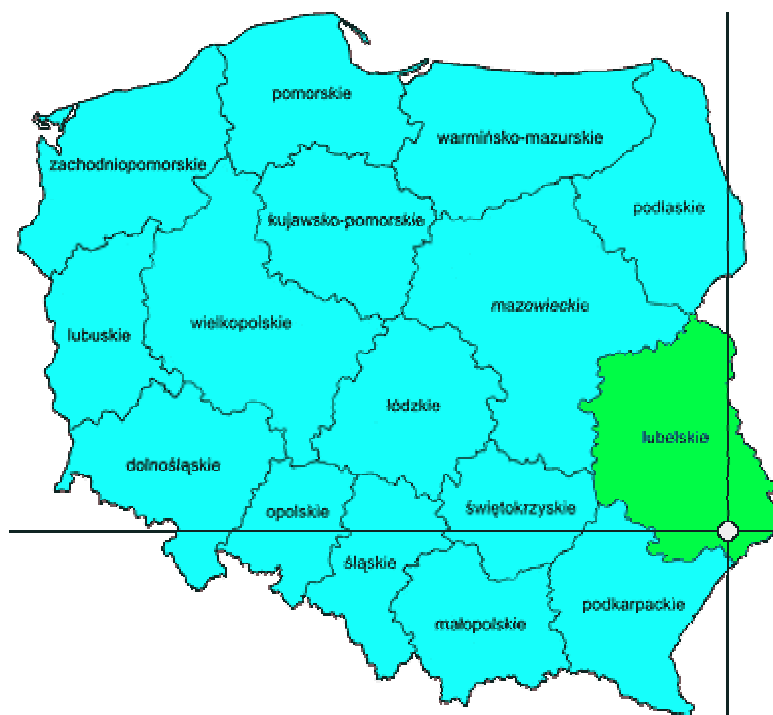 pomorskie
warmińsko-mazurskie
zachodniopomorskie
podlaskie
kujawsko-pomorskie
mazowieckie
wielkopolskie
lubuskie
łódzkie
lubelskie
dolnośląskie
opolskie
świętokrzyskie
śląskie
podkarpackie
małopolskie